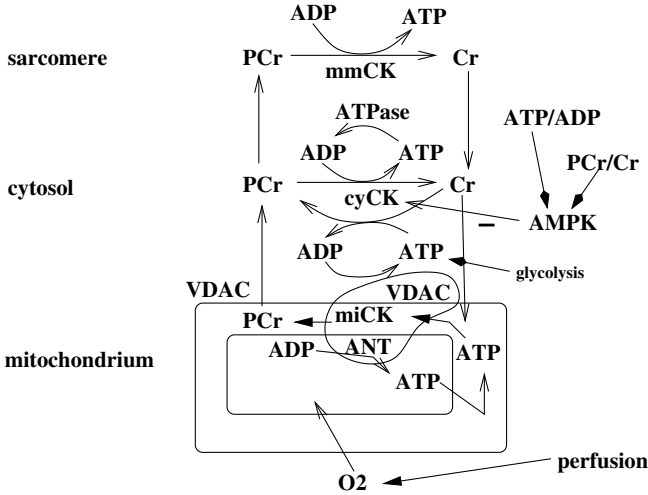 ADP ATP
sarcomere PCr mmCK Cr
ATPase
ATP/ADP
ADP ATP
PCr/Cr
cytosol PCr cyCK Cr
– AMPK
ADP ATP
glycolysis
VDAC VDAC
PCr miCK
mitochondrium ADP ANT ATP
ATP
perfusion
O2